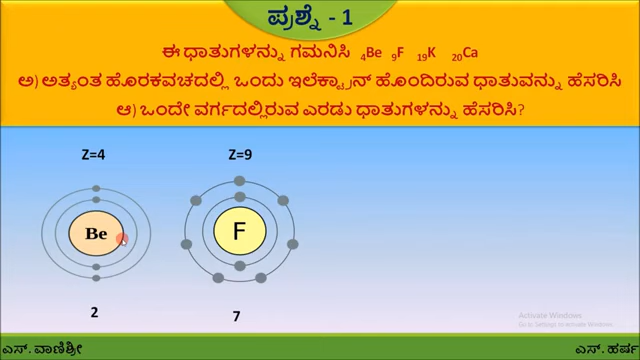 ಪ್ರಶ್ನೆ - 1
ಈ ಧಾತುಗಳನ್ನು ಗಮನಿಸಿ ₄Be ₉F ₁₉K ₂₀Ca
ಅ) ಅತ್ಯಂತ ಹೊರಕವಚದಲ್ಲಿ ಒಂದು ಇಲೆಕ್ಟ್ರಾನ್ ಹೊಂದಿರುವ ಧಾತುವನ್ನು ಹೆಸರಿಸಿ
ಆ) ಒಂದೇ ವರ್ಗದಲ್ಲಿರುವ ಎರಡು ಧಾತುಗಳನ್ನು ಹೆಸರಿಸಿ?
Z=4 Z=9
Be F
2 7
Activate Windows
Go to Settings to activate Windows.
ಎಸ್. ವಾಣಿಶ್ರೀ ಎಸ್. ಹರ್ಷ